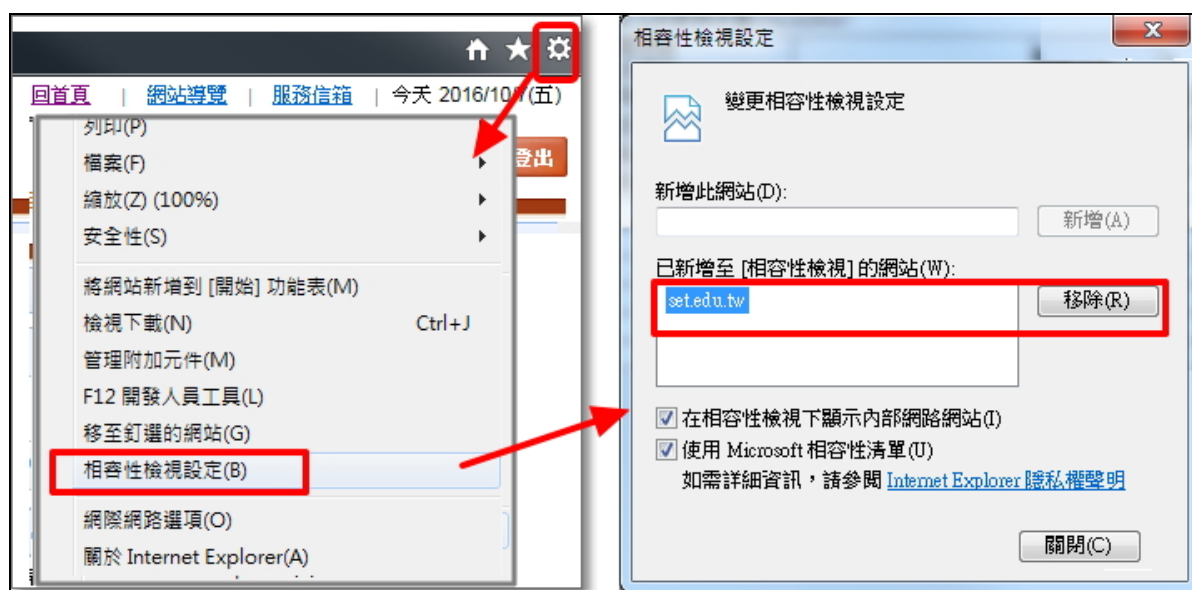 回首頁 | 網站導覽 | 服務信箱 | 今天 2016/10/7(五)
列印(P)
登出
檔案(F)
縮放(Z) (100%)
安全性(S)
將網站新增到 [開始] 功能表(M)
檢視下載(N) Ctrl+J
管理附加元件(M)
F12 開發人員工具(L)
移至釘選的網站(G)
相容性檢視設定(B)
網際網路選項(O)
關於 Internet Explorer(A)
相容性檢視設定
變更相容性檢視設定
新增此網站(D):
新增(A)
已新增至 [相容性檢視] 的網站(W):
set.edu.tw 移除(R)
在相容性檢視下顯示內部網路網站(I)
使用 Microsoft 相容性清單(U)
如需詳細資訊，請參閱 Internet Explorer 隱私權聲明
關閉(C)